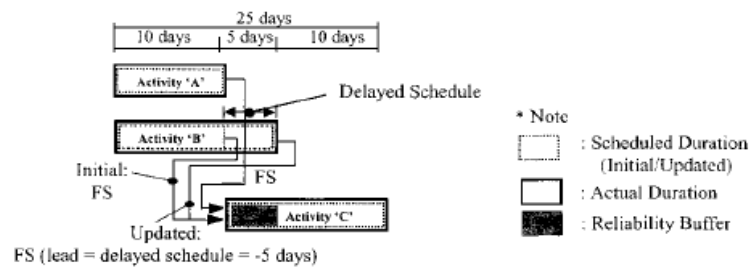 25 days
10 days 5 days 10 days
Activity 'A'
Delayed Schedule
* Note
Activity 'B'
: Scheduled Duration
(Initial/Updated)
Initial:
FS
FS
: Actual Duration
Activity 'C'
: Reliability Buffer
Updated:
FS (lead = delayed schedule = -5 days)